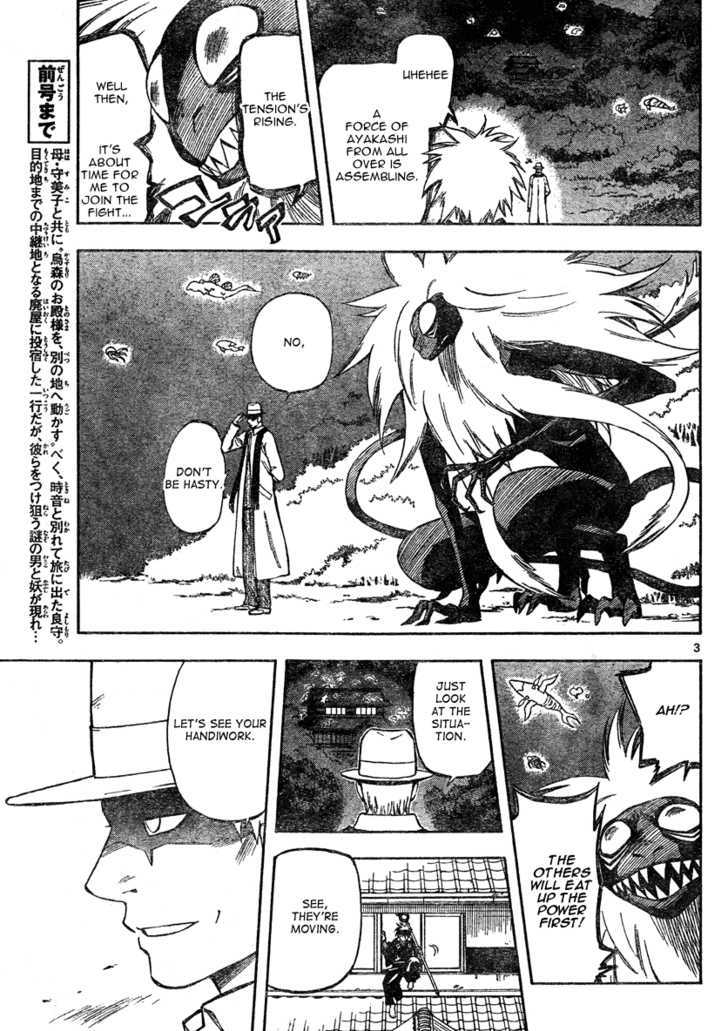 UHEHEE
A
FORCE OF
AYAKASHI
FROM ALL
OVER IS
ASSEMBLING.
THE
TENSION'S
RISING.
WELL
THEN,
IT'S
ABOUT
TIME FOR
ME TO
JOIN THE
FIGHT...
NO,
DON'T
BE HASTY.
3
AH!?
THE
OTHERS
WILL EAT
UP THE
POWER
FIRST!
JUST
LOOK
AT THE
SITUA-
TION.
SEE,
THEY'RE
MOVING.
LET'S SEE YOUR
HANDIWORK.
前号まで
母・守美子と共に"烏森のお殿様を、別の地へ動かす"べく、時音と別れて旅に出た良守。
目的地までの中継地となる廃屋に投宿した一行だが、彼らをつけ狙う謎の男と妖が現れ…